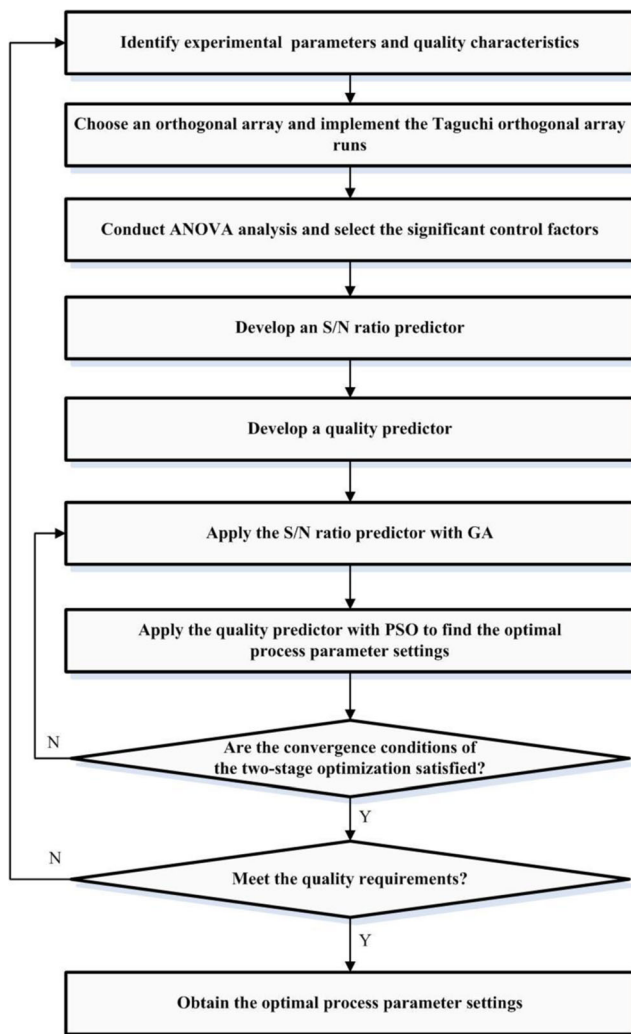 Identify experimental parameters and quality characteristics
Choose an orthogonal array and implement the Taguchi orthogonal array
runs
Conduct ANOVA analysis and select the significant control factors
Develop an S/N ratio predictor
Develop a quality predictor
Apply the S/N ratio predictor with GA
Apply the quality predictor with PSO to find the optimal
process parameter settings
N
Are the convergence conditions of
the two-stage optimization satisfied?
Y
N
Meet the quality requirements?
Y
Obtain the optimal process parameter settings